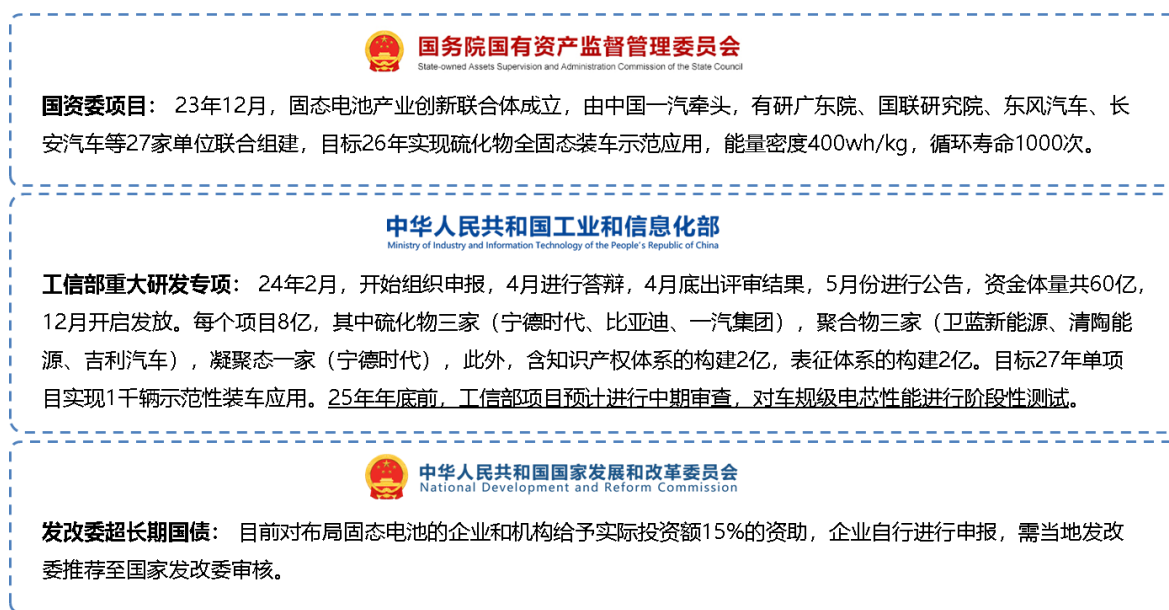 国务院国有资产监督管理委员会
State-owned Assets Supervision and Administration Commission of the State Council
国资委项目： 23年12月，固态电池产业创新联合体成立，由中国一汽牵头，有研广东院、国联研究院、东风汽车、长
安汽车等27家单位联合组建，目标26年实现硫化物全固态装车示范应用，能量密度400wh/kg，循环寿命1000次。
中华人民共和国工业和信息化部
Ministry of Industry and Information Technology of the People's Republic of China
工信部重大研发专项： 24年2月，开始组织申报，4月进行答辩，4月底出评审结果，5月份进行公告，资金体量共60亿，
12月开启发放。每个项目8亿，其中硫化物三家（宁德时代、比亚迪、一汽集团），聚合物三家（卫蓝新能源、清陶能
源、吉利汽车），凝聚态一家（宁德时代），此外，含知识产权体系的构建2亿，表征体系的构建2亿。目标27年单项
目实现1千辆示范性装车应用。25年年底前，工信部项目预计进行中期审查，对车规级电芯性能进行阶段性测试。
中华人民共和国国家发展和改革委员会
National Development and Reform Commission
发改委超长期国债： 目前对布局固态电池的企业和机构给予实际投资额15%的资助，企业自行进行申报，需当地发改
委推荐至国家发改委审核。